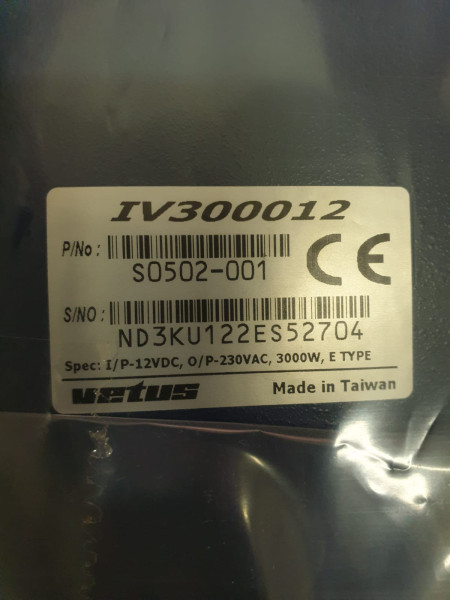 IV300012
P/No :
S0502-001
CE
S/NO :
ND3KU122ES52704
Spec: I/P-12VDC, O/P-230VAC, 3000W, E TYPE
vetus Made in Taiwan